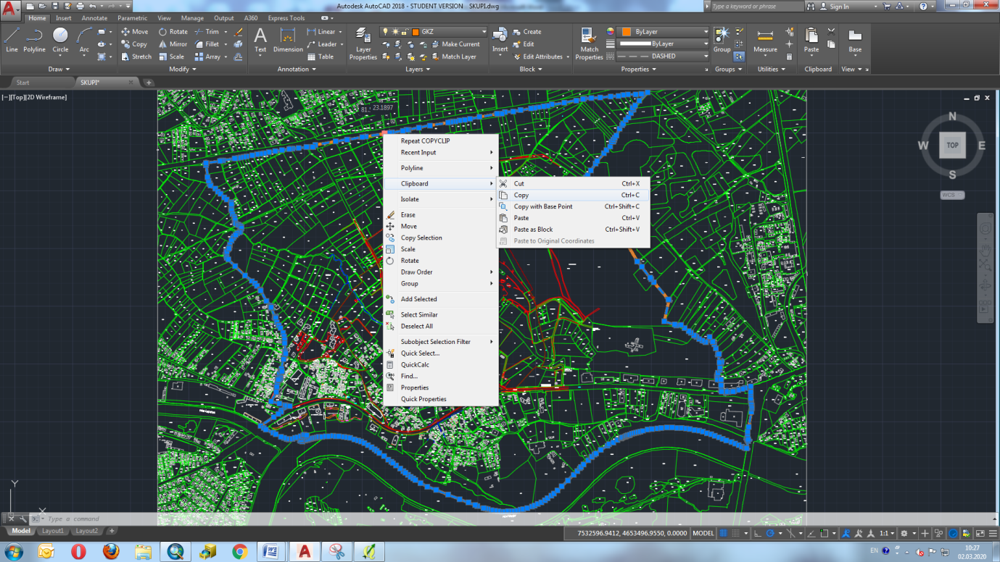 Autodesk AutoCAD 2018 - STUDENT VERSION SKUPI.dwg
Type a keyword or phrase
Sign In
Home Insert Annotate Parametric View Manage Output A360 Express Tools
Line
Polyline
Circle
Arc
Move
Rotate
Trim
Copy
Mirror
Fillet
Stretch
Scale
Array
Text
Dimension
Linear
Leader
Table
Layer
Properties
GKZ
Make Current
Match Layer
Insert
Create
Edit
Edit Attributes
Match
Properties
ByLayer
ByLayer
DASHED
Group
Measure
Paste
Base
Draw Modify Annotation Layers Block Properties Groups Utilities Clipboard View
Start
SKUPI*
[−][Top][2D Wireframe]
81.
23.1897
N
W
TOP
E
S
WCS
Repeat COPYCLIP
Recent Input
Polyline
Clipboard
Isolate
Erase
Move
Copy Selection
Scale
Rotate
Draw Order
Group
Add Selected
Select Similar
Deselect All
Subobject Selection Filter
Quick Select...
QuickCalc
Find...
Properties
Quick Properties
Cut Ctrl+X
Copy Ctrl+C
Copy with Base Point Ctrl+Shift+C
Paste Ctrl+V
Paste as Block Ctrl+Shift+V
Paste to Original Coordinates
Y
X
Type a command
Model Layout1 Layout2 +
7532596.9412, 4653496.9550, 0.0000 MODEL
1:1
EN
10:27
02.03.2020